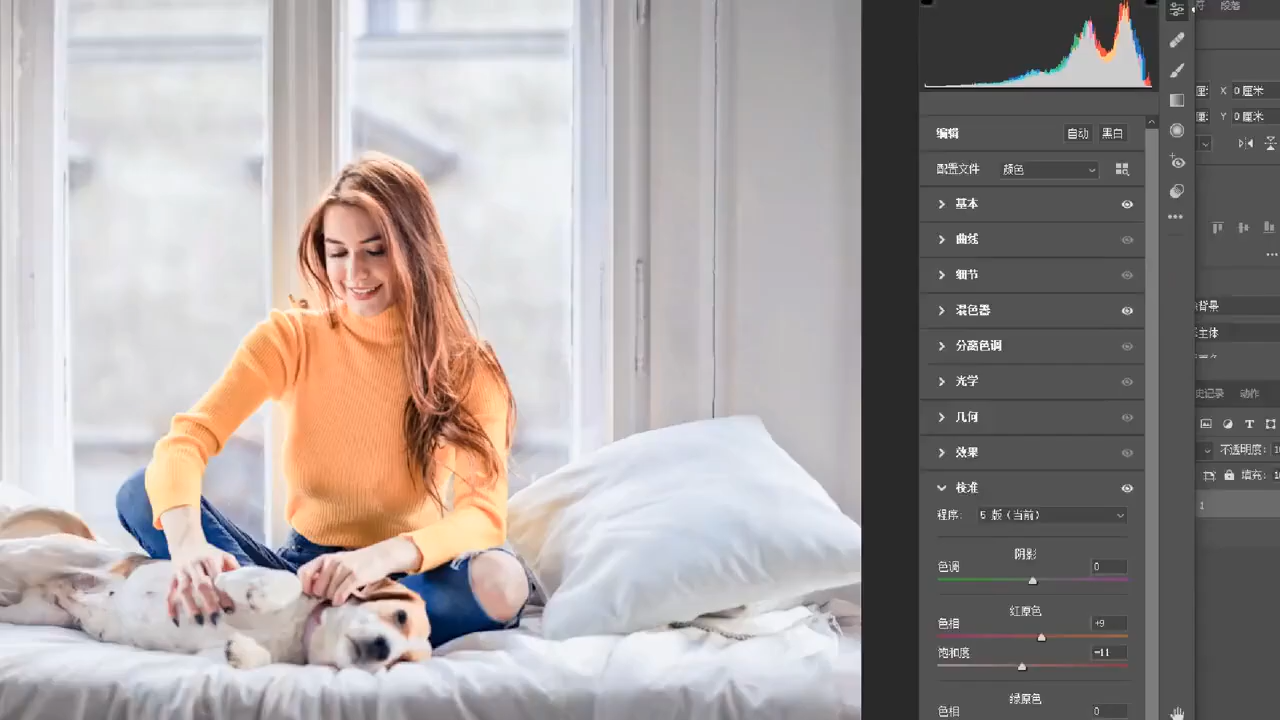 段落
X 0 厘米
Y 0 厘米
编辑 自动 黑白
配置文件 颜色
基本
曲线
细节
混色器
分离色调
光学
几何
效果
校准
程序: 5 版（当前）
阴影
色调 0
红原色
色相 +9
饱和度 -11
绿原色
色相 0
背景
主体
史记录 动作
不透明度:
填充:
1